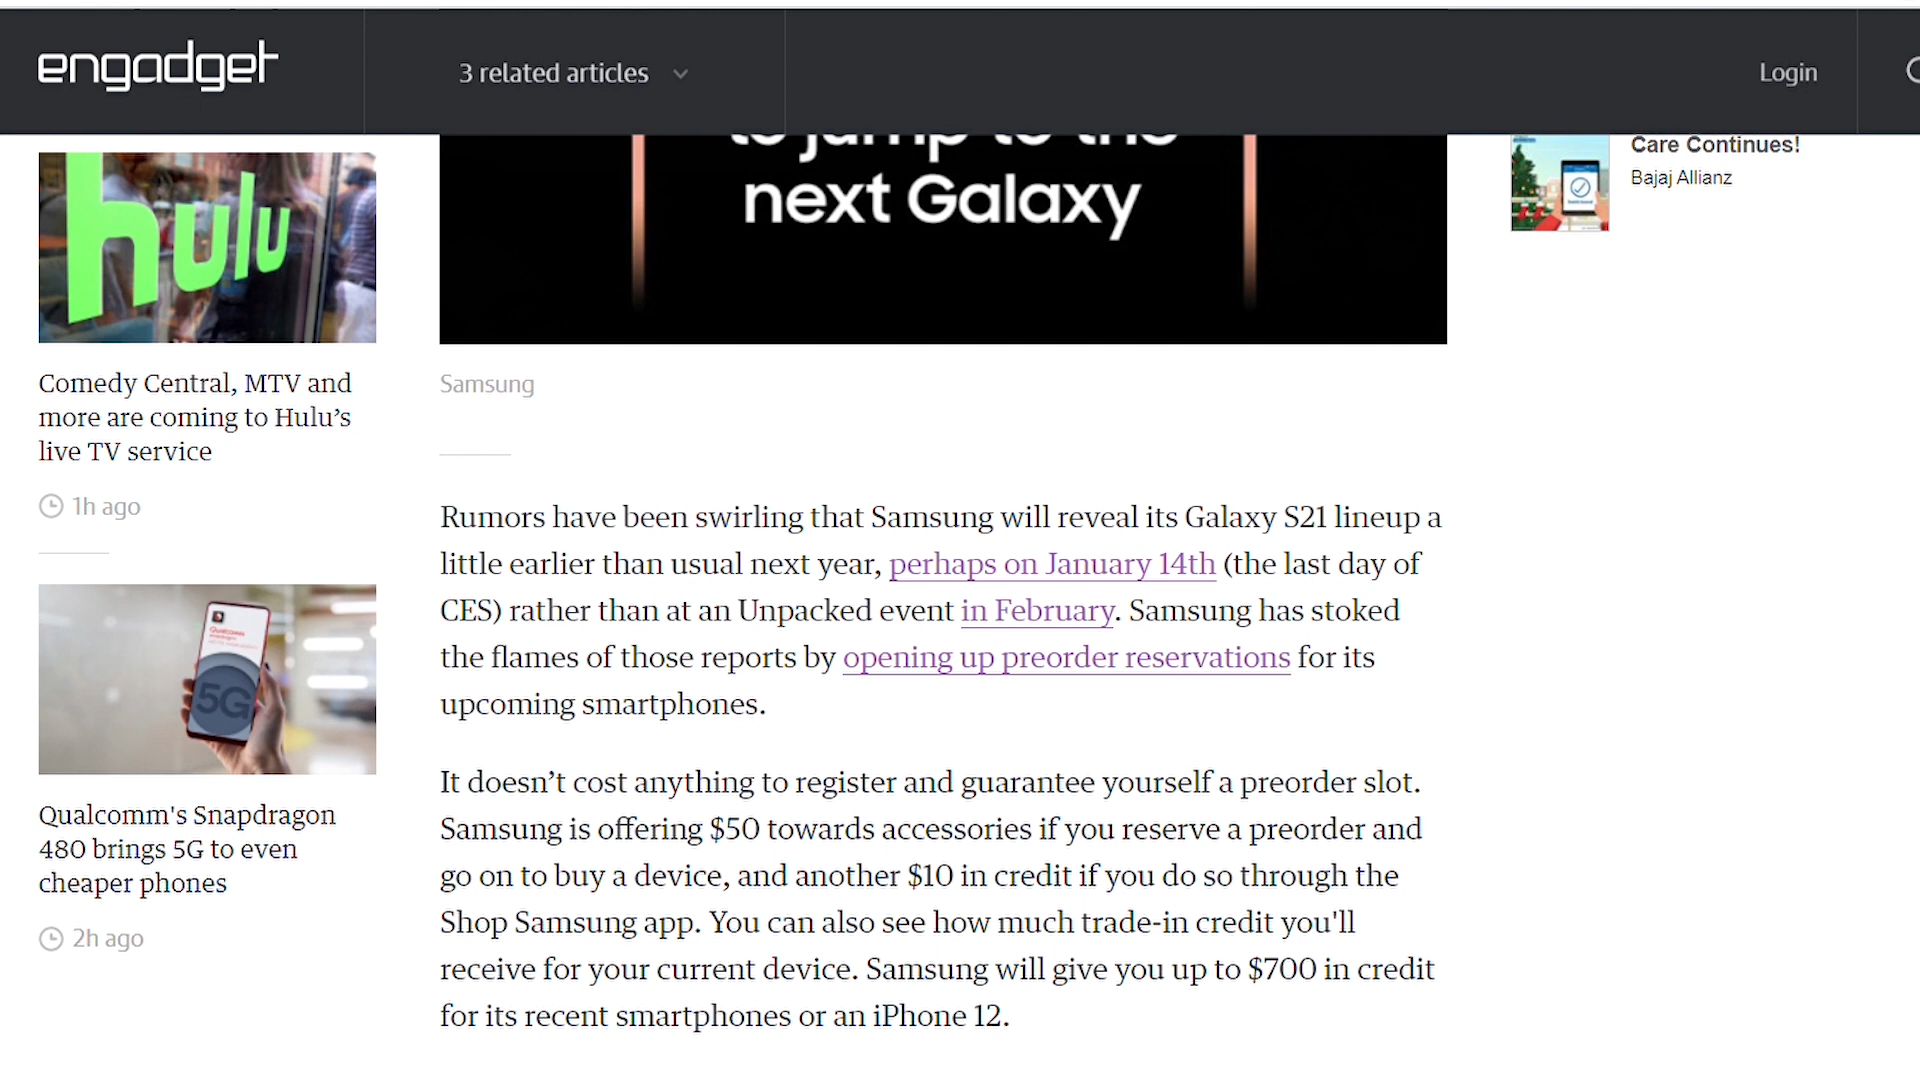 engadget
3 related articles
Login
to jump to the
next Galaxy
Care Continues!
Bajaj Allianz
hulu
Samsung
Comedy Central, MTV and
more are coming to Hulu’s
live TV service
1h ago
Rumors have been swirling that Samsung will reveal its Galaxy S21 lineup a
little earlier than usual next year, perhaps on January 14th (the last day of
CES) rather than at an Unpacked event in February. Samsung has stoked
the flames of those reports by opening up preorder reservations for its
upcoming smartphones.
Qualcomm
5G
Qualcomm's Snapdragon
480 brings 5G to even
cheaper phones
2h ago
It doesn’t cost anything to register and guarantee yourself a preorder slot.
Samsung is offering $50 towards accessories if you reserve a preorder and
go on to buy a device, and another $10 in credit if you do so through the
Shop Samsung app. You can also see how much trade-in credit you'll
receive for your current device. Samsung will give you up to $700 in credit
for its recent smartphones or an iPhone 12.